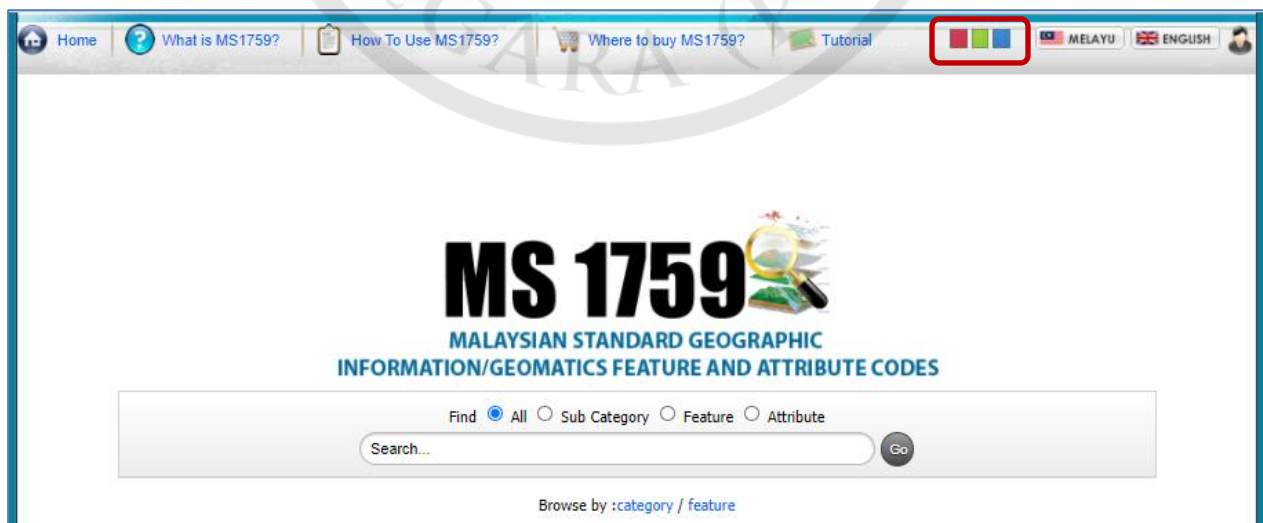 Home What is MS1759? How To Use MS1759? Where to buy MS1759? Tutorial MELAYU ENGLISH
MS 1759
MALAYSIAN STANDARD GEOGRAPHIC
INFORMATION/GEOMATICS FEATURE AND ATTRIBUTE CODES
Find All Sub Category Feature Attribute
Search... Go
Browse by :category / feature